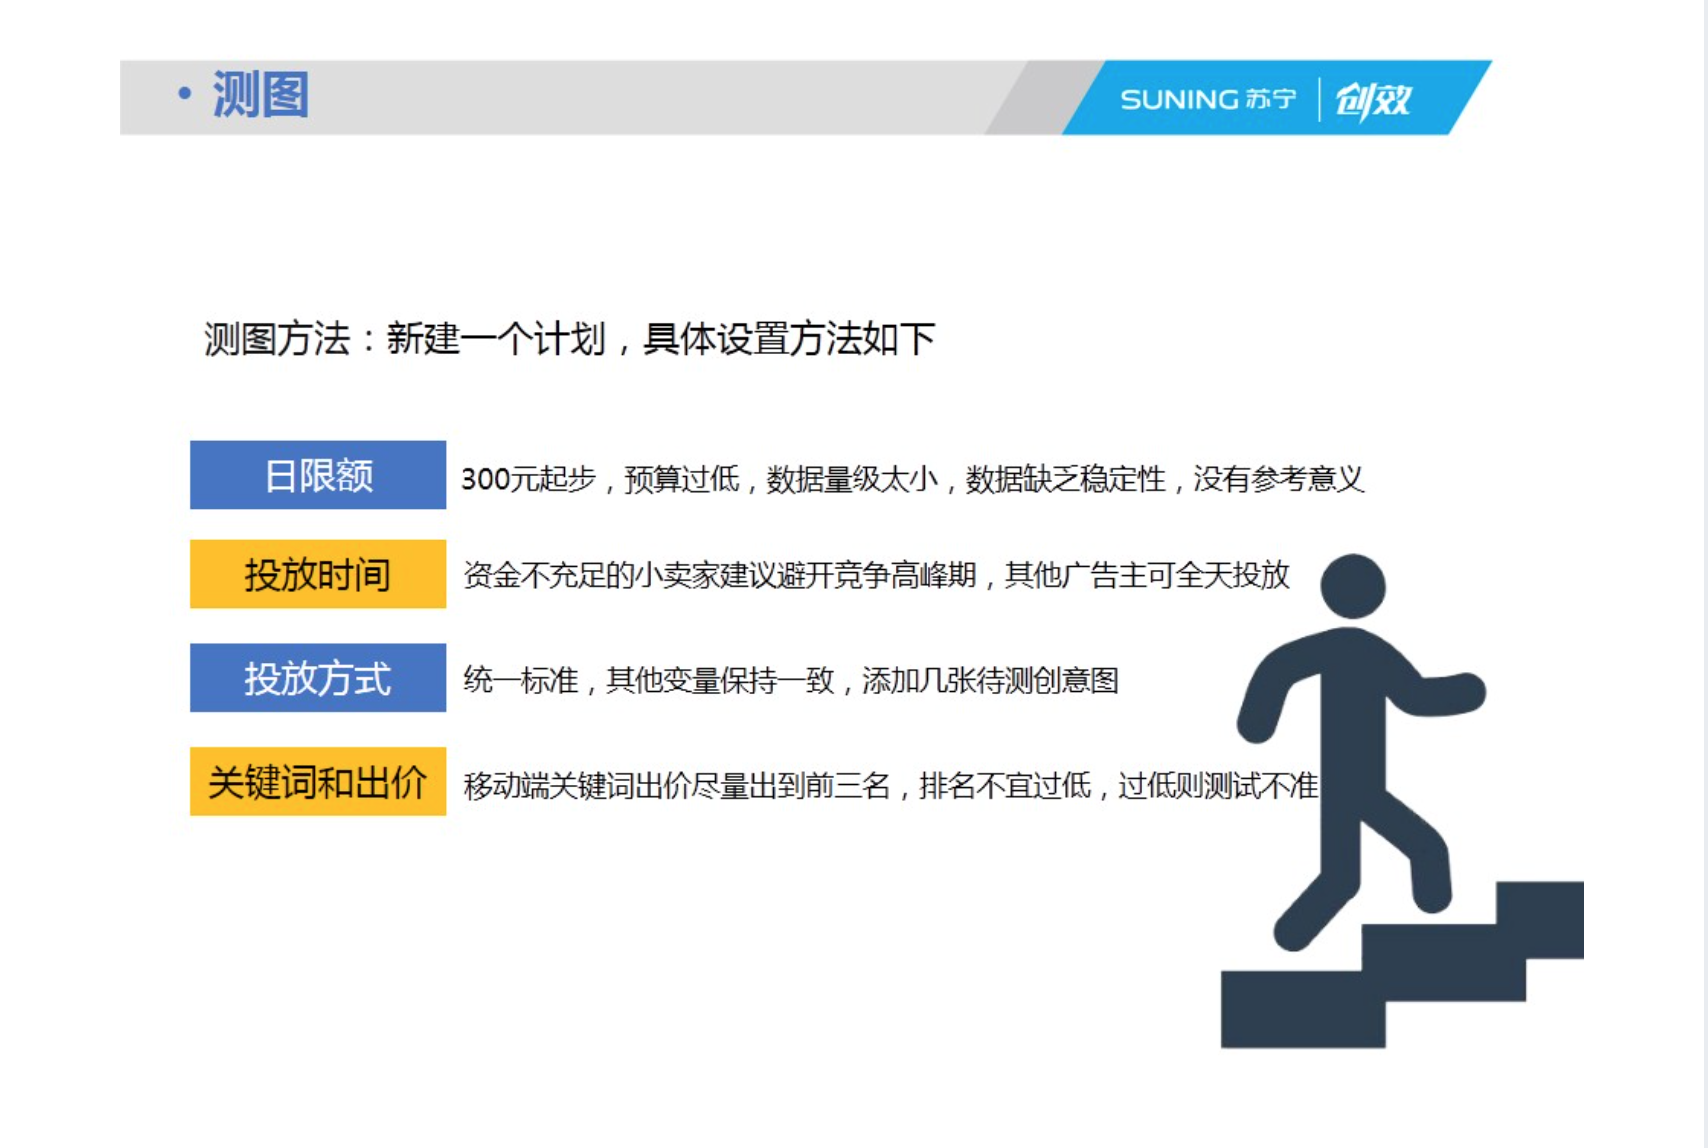 • 测图
SUNING 苏宁 | 创效
测图方法：新建一个计划，具体设置方法如下
日限额
300元起步，预算过低，数据量级太小，数据缺乏稳定性，没有参考意义
投放时间
资金不充足的小卖家建议避开竞争高峰期，其他广告主可全天投放
投放方式
统一标准，其他变量保持一致，添加几张待测创意图
关键词和出价
移动端关键词出价尽量出到前三名，排名不宜过低，过低则测试不准